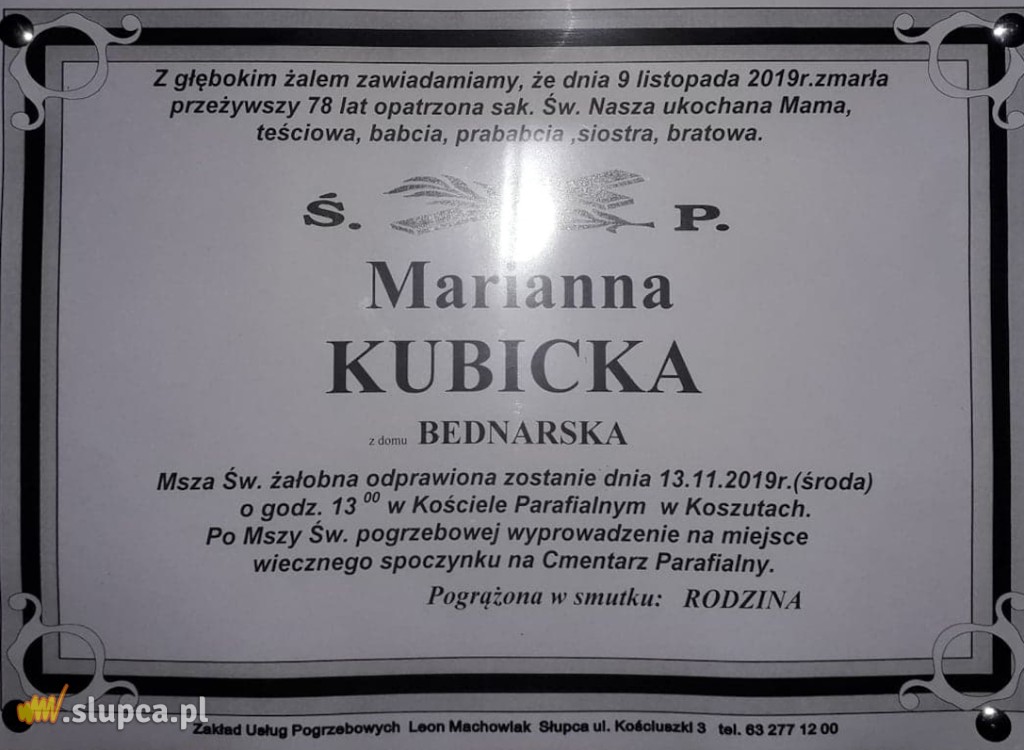 Z głębokim żalem zawiadamiamy, że dnia 9 listopada 2019r.zmarła
przeżywszy 78 lat opatrzona sak. Św. Nasza ukochana Mama,
teściowa, babcia, prababcia ,siostra, bratowa.
Ś. P.
Marianna
KUBICKA
z domu BEDNARSKA
Msza Św. żałobna odprawiona zostanie dnia 13.11.2019r.(środa)
o godz. 13 00 w Kościele Parafialnym w Koszutach.
Po Mszy Św. pogrzebowej wyprowadzenie na miejsce
wiecznego spoczynku na Cmentarz Parafialny.
Pogrążona w smutku: RODZINA
www.slupca.pl
Zakład Usług Pogrzebowych Leon Machowiak Słupca ul. Kościuszki 3 tel. 63 277 12 00